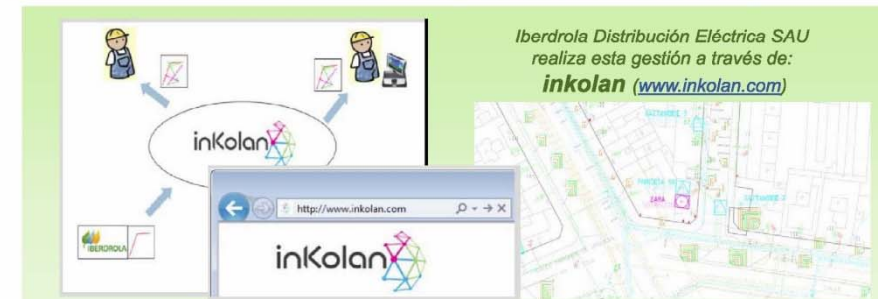 Iberdrola Distribución Eléctrica SAU
realiza esta gestión a través de:
inkolan (www.inkolan.com)
inKolan
IBERDROLA
http://www.inkolan.com
inKolan
ZARA